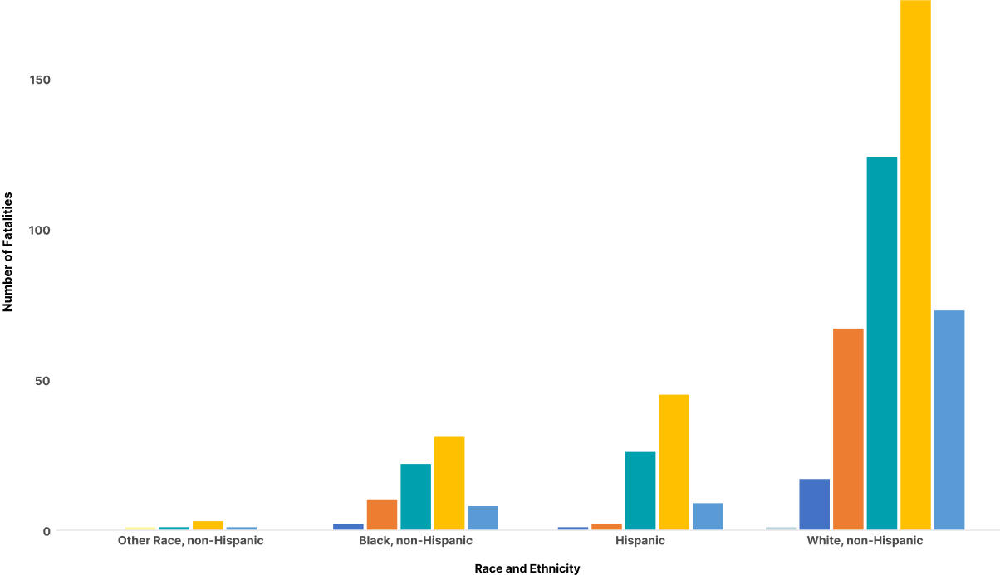 150
100
50
0
Number of Fatalities
Other Race, non-Hispanic
Black, non-Hispanic
Hispanic
White, non-Hispanic
Race and Ethnicity